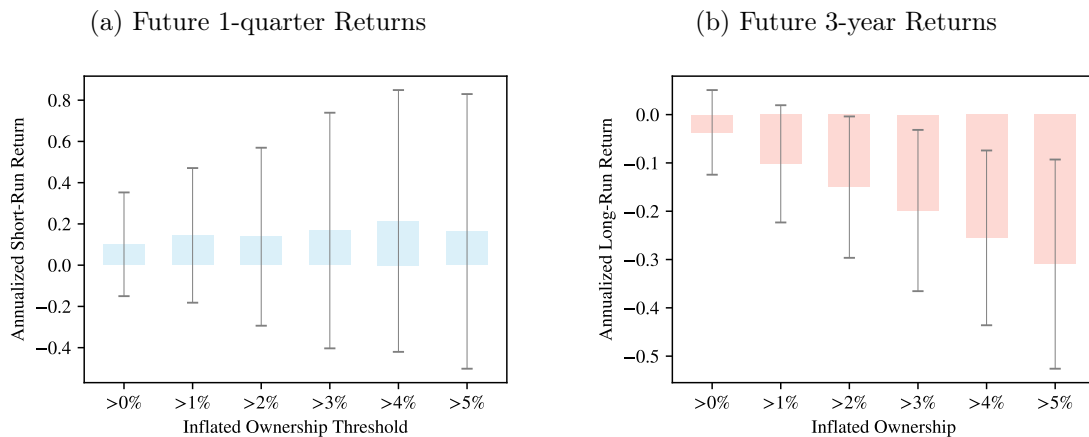 (a) Future 1-quarter Returns
Annualized Short-Run Return
0.8
0.6
0.4
0.2
0.0
−0.2
−0.4
>0% >1% >2% >3% >4% >5%
Inflated Ownership Threshold
(b) Future 3-year Returns
Annualized Long-Run Return
0.0
−0.1
−0.2
−0.3
−0.4
−0.5
>0% >1% >2% >3% >4% >5%
Inflated Ownership